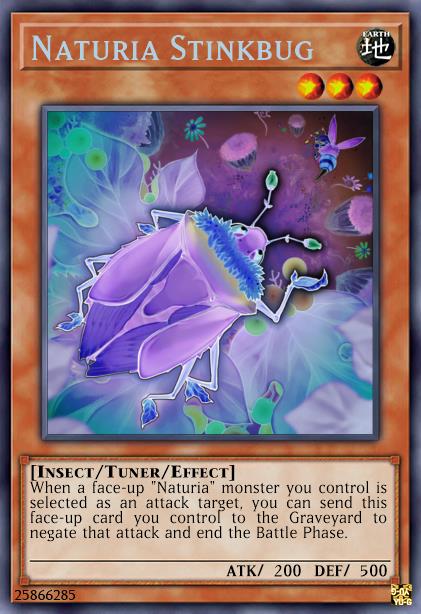 Naturia Stinkbug
EARTH
地
[Insect/Tuner/Effect]
When a face-up "Naturia" monster you control is
selected as an attack target, you can send this
face-up card you control to the Graveyard to
negate that attack and end the Battle Phase.
ATK/ 200 DEF/ 500
25866285